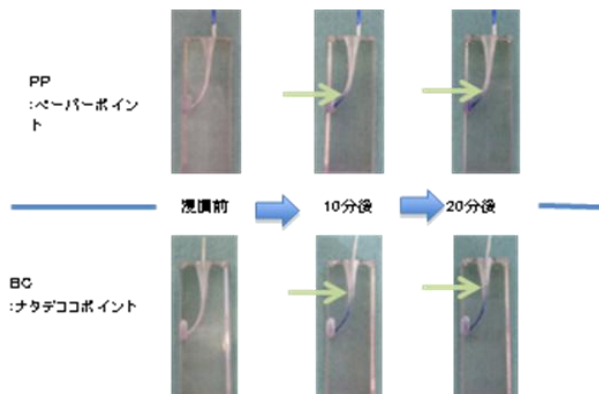 PP
:ペーパーポイン
ト
浸漬前
10分後
20分後
BC
:ナタデココポイント